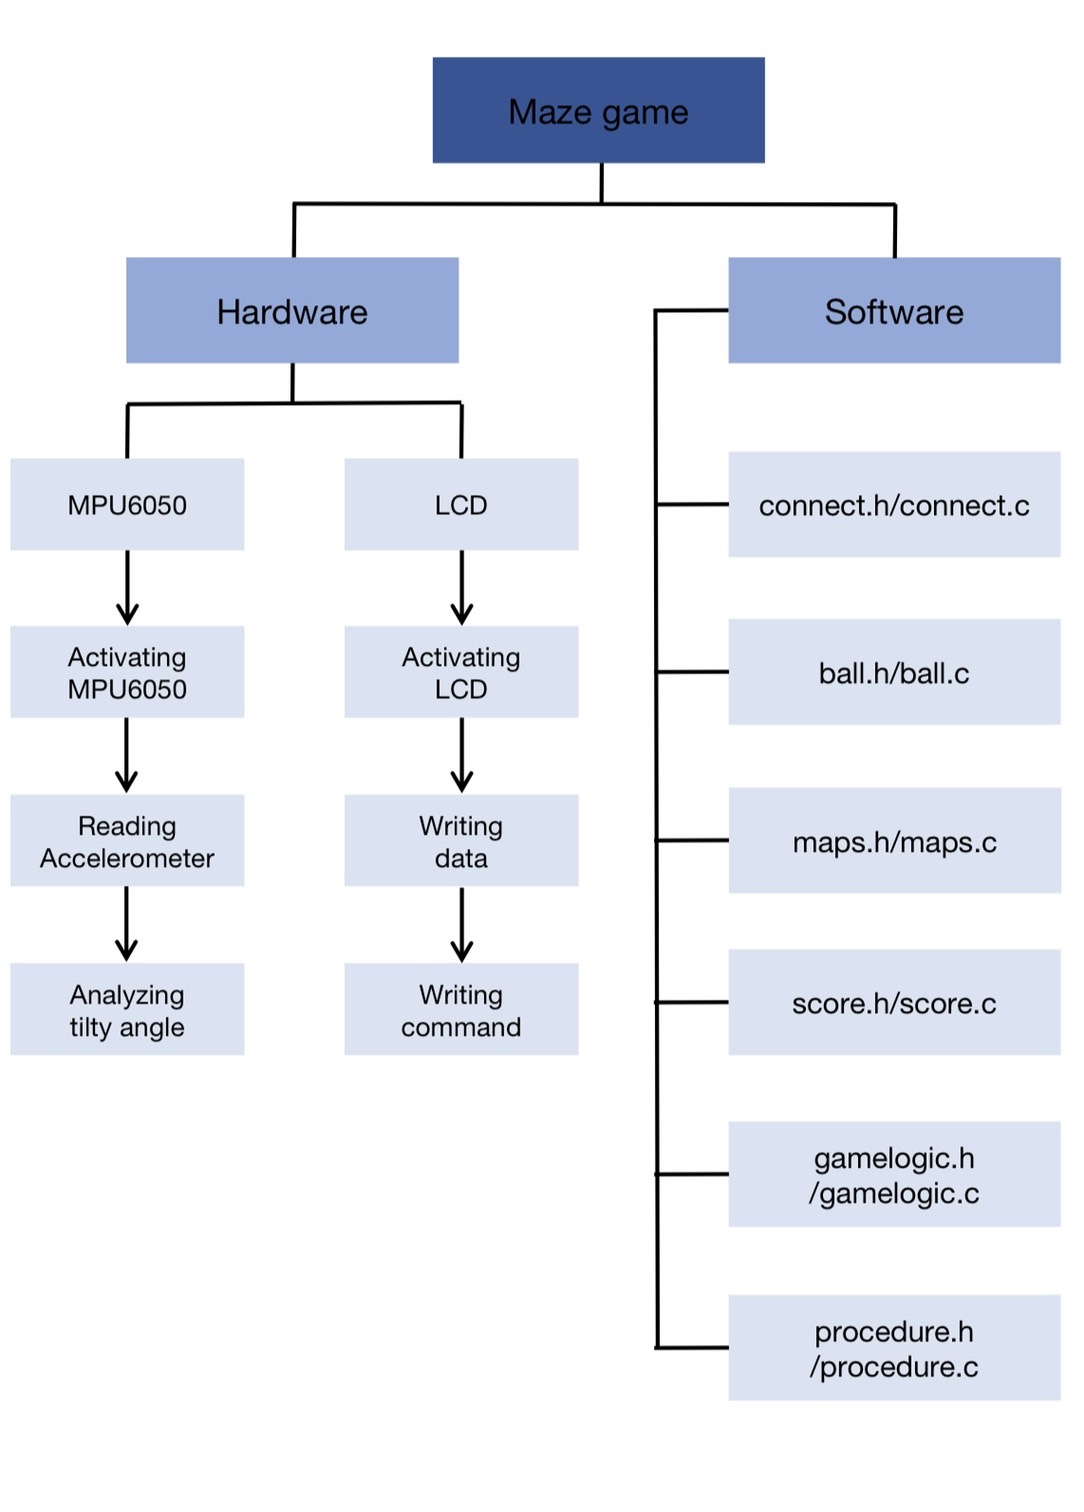 Maze game
Hardware
Software
MPU6050
LCD
connect.h/connect.c
Activating
MPU6050
Activating
LCD
ball.h/ball.c
Reading
Accelerometer
Writing
data
maps.h/maps.c
Analyzing
tilty angle
Writing
command
score.h/score.c
gamelogic.h
/gamelogic.c
procedure.h
/procedure.c